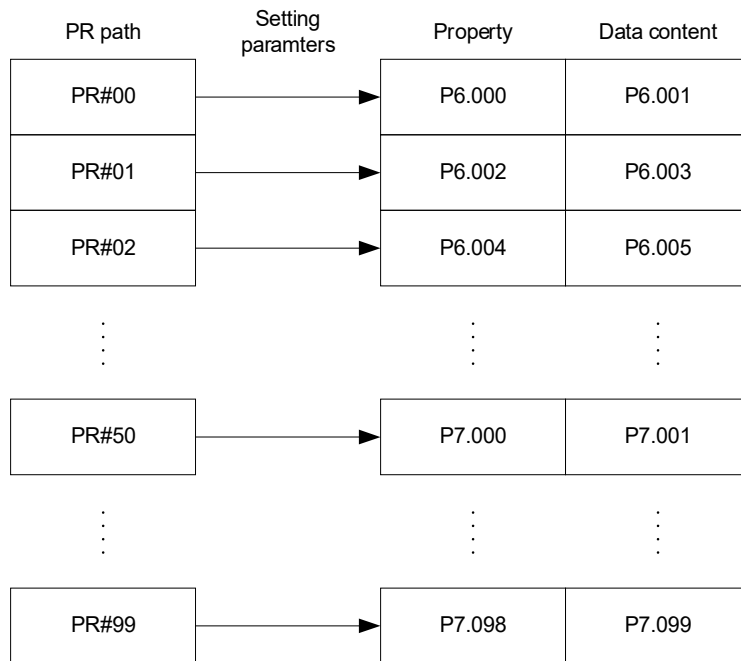 PR path
Setting
paramters
Property
Data content
PR#00
P6.000
P6.001
PR#01
P6.002
P6.003
PR#02
P6.004
P6.005
PR#50
P7.000
P7.001
PR#99
P7.098
P7.099